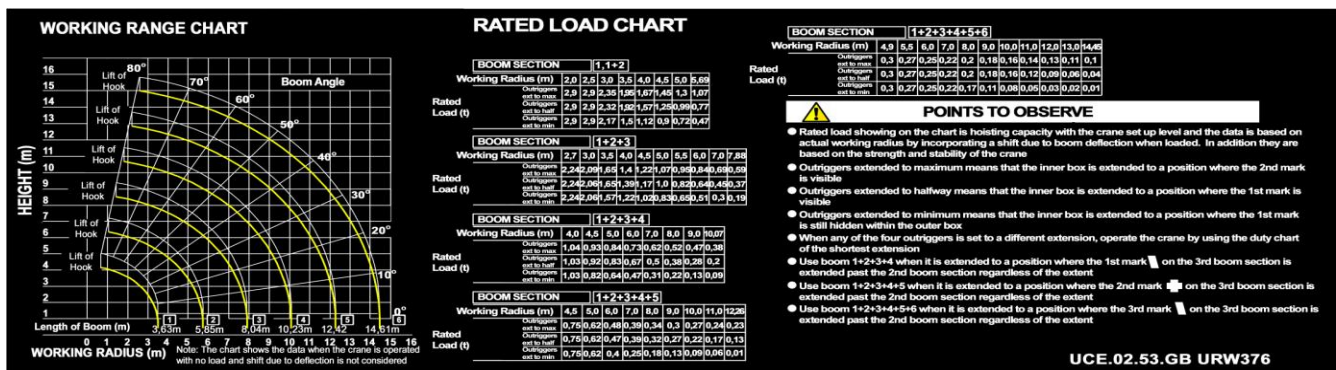 WORKING RANGE CHART
HEIGHT (m)
16
15
14
13
12
11
10
9
8
7
6
5
4
3
2
1
Lift of
Hook
Lift of
Hook
Lift of
Hook
Lift of
Hook
Lift of
Hook
Lift of
Hook
80°
70°
60°
50°
40°
30°
20°
10°
0°
Boom Angle
1 2 3 4 5 6
Length of Boom (m) 3,63m 5,85m 8,04m 10,23m 12,42 14,61m
0 1 2 3 4 5 6 7 8 9 10 11 12 13 14 15 16
WORKING RADIUS (m)
Note: The chart shows the data when the crane is operated
with no load and shift due to deflection is not considered
RATED LOAD CHART
BOOM SECTION 1,1+2
Working Radius (m) 2,0 2,5 3,0 3,5 4,0 4,5 5,0 5,69
Rated
Load (t)
Outriggers
ext to max 2,9 2,9 2,35 1,95 1,67 1,45 1,3 1,07
Outriggers
ext to half 2,9 2,9 2,32 1,92 1,57 1,25 0,99 0,77
Outriggers
ext to min 2,9 2,9 2,17 1,5 1,12 0,9 0,72 0,47
BOOM SECTION 1+2+3
Working Radius (m) 2,7 3,0 3,5 4,0 4,5 5,0 5,5 6,0 7,0 7,88
Rated
Load (t)
Outriggers
ext to max 2,24 2,09 1,65 1,4 1,22 1,07 0,95 0,84 0,69 0,59
Outriggers
ext to half 2,24 2,06 1,65 1,39 1,17 1,0 0,82 0,64 0,45 0,37
Outriggers
ext to min 2,24 2,06 1,57 1,22 1,02 0,83 0,65 0,51 0,3 0,19
BOOM SECTION 1+2+3+4
Working Radius (m) 4,0 4,5 5,0 6,0 7,0 8,0 9,0 10,07
Rated
Load (t)
Outriggers
ext to max 1,04 0,93 0,84 0,73 0,62 0,52 0,47 0,38
Outriggers
ext to half 1,03 0,92 0,83 0,67 0,5 0,38 0,28 0,2
Outriggers
ext to min 1,03 0,82 0,64 0,47 0,31 0,22 0,13 0,09
BOOM SECTION 1+2+3+4+5
Working Radius (m) 4,5 5,0 6,0 7,0 8,0 9,0 10,0 11,0 12,26
Rated
Load (t)
Outriggers
ext to max 0,75 0,62 0,48 0,39 0,34 0,3 0,27 0,24 0,23
Outriggers
ext to half 0,75 0,62 0,47 0,39 0,32 0,27 0,22 0,17 0,13
Outriggers
ext to min 0,75 0,62 0,4 0,25 0,18 0,13 0,09 0,06 0,01
BOOM SECTION 1+2+3+4+5+6
Working Radius (m) 4,9 5,5 6,0 7,0 8,0 9,0 10,0 11,0 12,0 13,0 14,45
Rated
Load (t)
Outriggers
ext to max 0,3 0,27 0,25 0,22 0,2 0,18 0,16 0,14 0,13 0,11 0,1
Outriggers
ext to half 0,3 0,27 0,25 0,22 0,2 0,18 0,16 0,12 0,09 0,06 0,04
Outriggers
ext to min 0,3 0,27 0,25 0,22 0,17 0,11 0,08 0,05 0,03 0,02 0,01
POINTS TO OBSERVE
● Rated load showing on the chart is hoisting capacity with the crane set up level and the data is based on
actual working radius by incorporating a shift due to boom deflection when loaded. In addition they are
based on the strength and stability of the crane
● Outriggers extended to maximum means that the inner box is extended to a position where the 2nd mark
is visible
● Outriggers extended to halfway means that the inner box is extended to a position where the 1st mark is
visible
● Outriggers extended to minimum means that the inner box is extended to a position where the 1st mark
is still hidden within the outer box
● When any of the four outriggers is set to a different extension, operate the crane by using the duty chart
of the shortest extension
● Use boom 1+2+3+4 when it is extended to a position where the 1st mark on the 3rd boom section is
extended past the 2nd boom section regardless of the extent
● Use boom 1+2+3+4+5 when it is extended to a position where the 2nd mark on the 3rd boom section is
extended past the 2nd boom section regardless of the extent
● Use boom 1+2+3+4+5+6 when it is extended to a position where the 3rd mark on the 3rd boom section is
extended past the 2nd boom section regardless of the extent
UCE.02.53.GB URW376